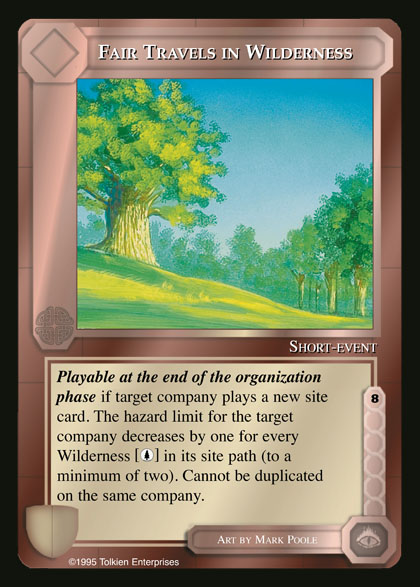 Fair Travels in Wilderness
Short-event
Playable at the end of the organization
phase if target company plays a new site
card. The hazard limit for the target
company decreases by one for every
Wilderness [] in its site path (to a
minimum of two). Cannot be duplicated
on the same company.
8
Art by Mark Poole
©1995 Tolkien Enterprises